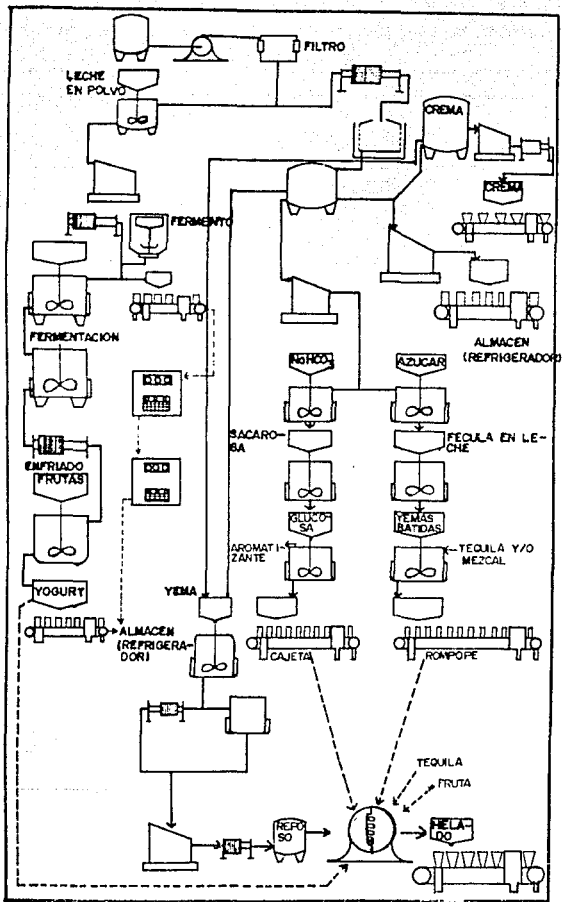 FILTRO
LECHE
EN POLVO
CREMA
CREMA
FERMENTO
FERMENTACION
ALMACEN
(REFRIGERADOR)
NaHCO3
AZUCAR
SACARO-
SA
FECULA EN LE-
CHE
ENFRIADO
FRUTAS
GLUCO-
SA
YEMAS
BATIDAS
AROMATI-
ZANTE
TEQUILA Y/O
MEZCAL
YOGURT
YEMA
ALMACEN
(REFRIGERA-
DOR)
CAJETA
ROMPOPE
TEQUILA
FRUTA
REPO
SO
HELA-
DO